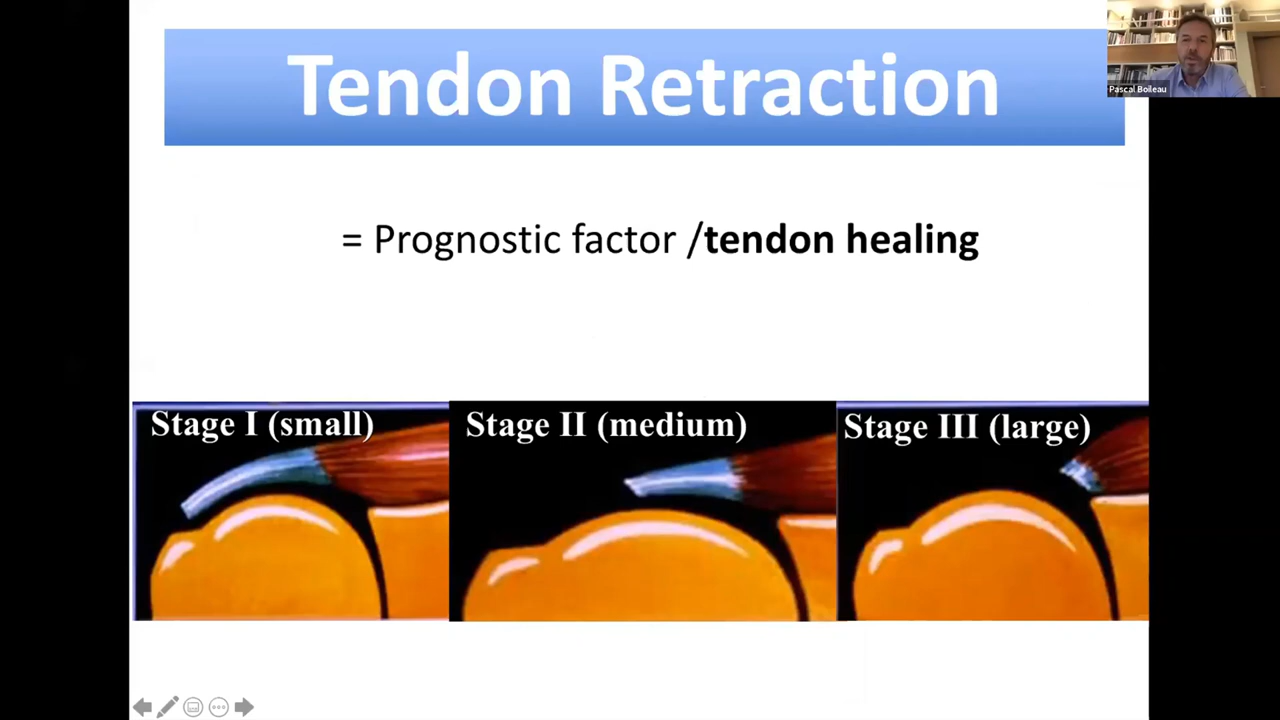 Tendon Retraction
Pascal Boileau
= Prognostic factor /tendon healing
Stage I (small)
Stage II (medium)
Stage III (large)